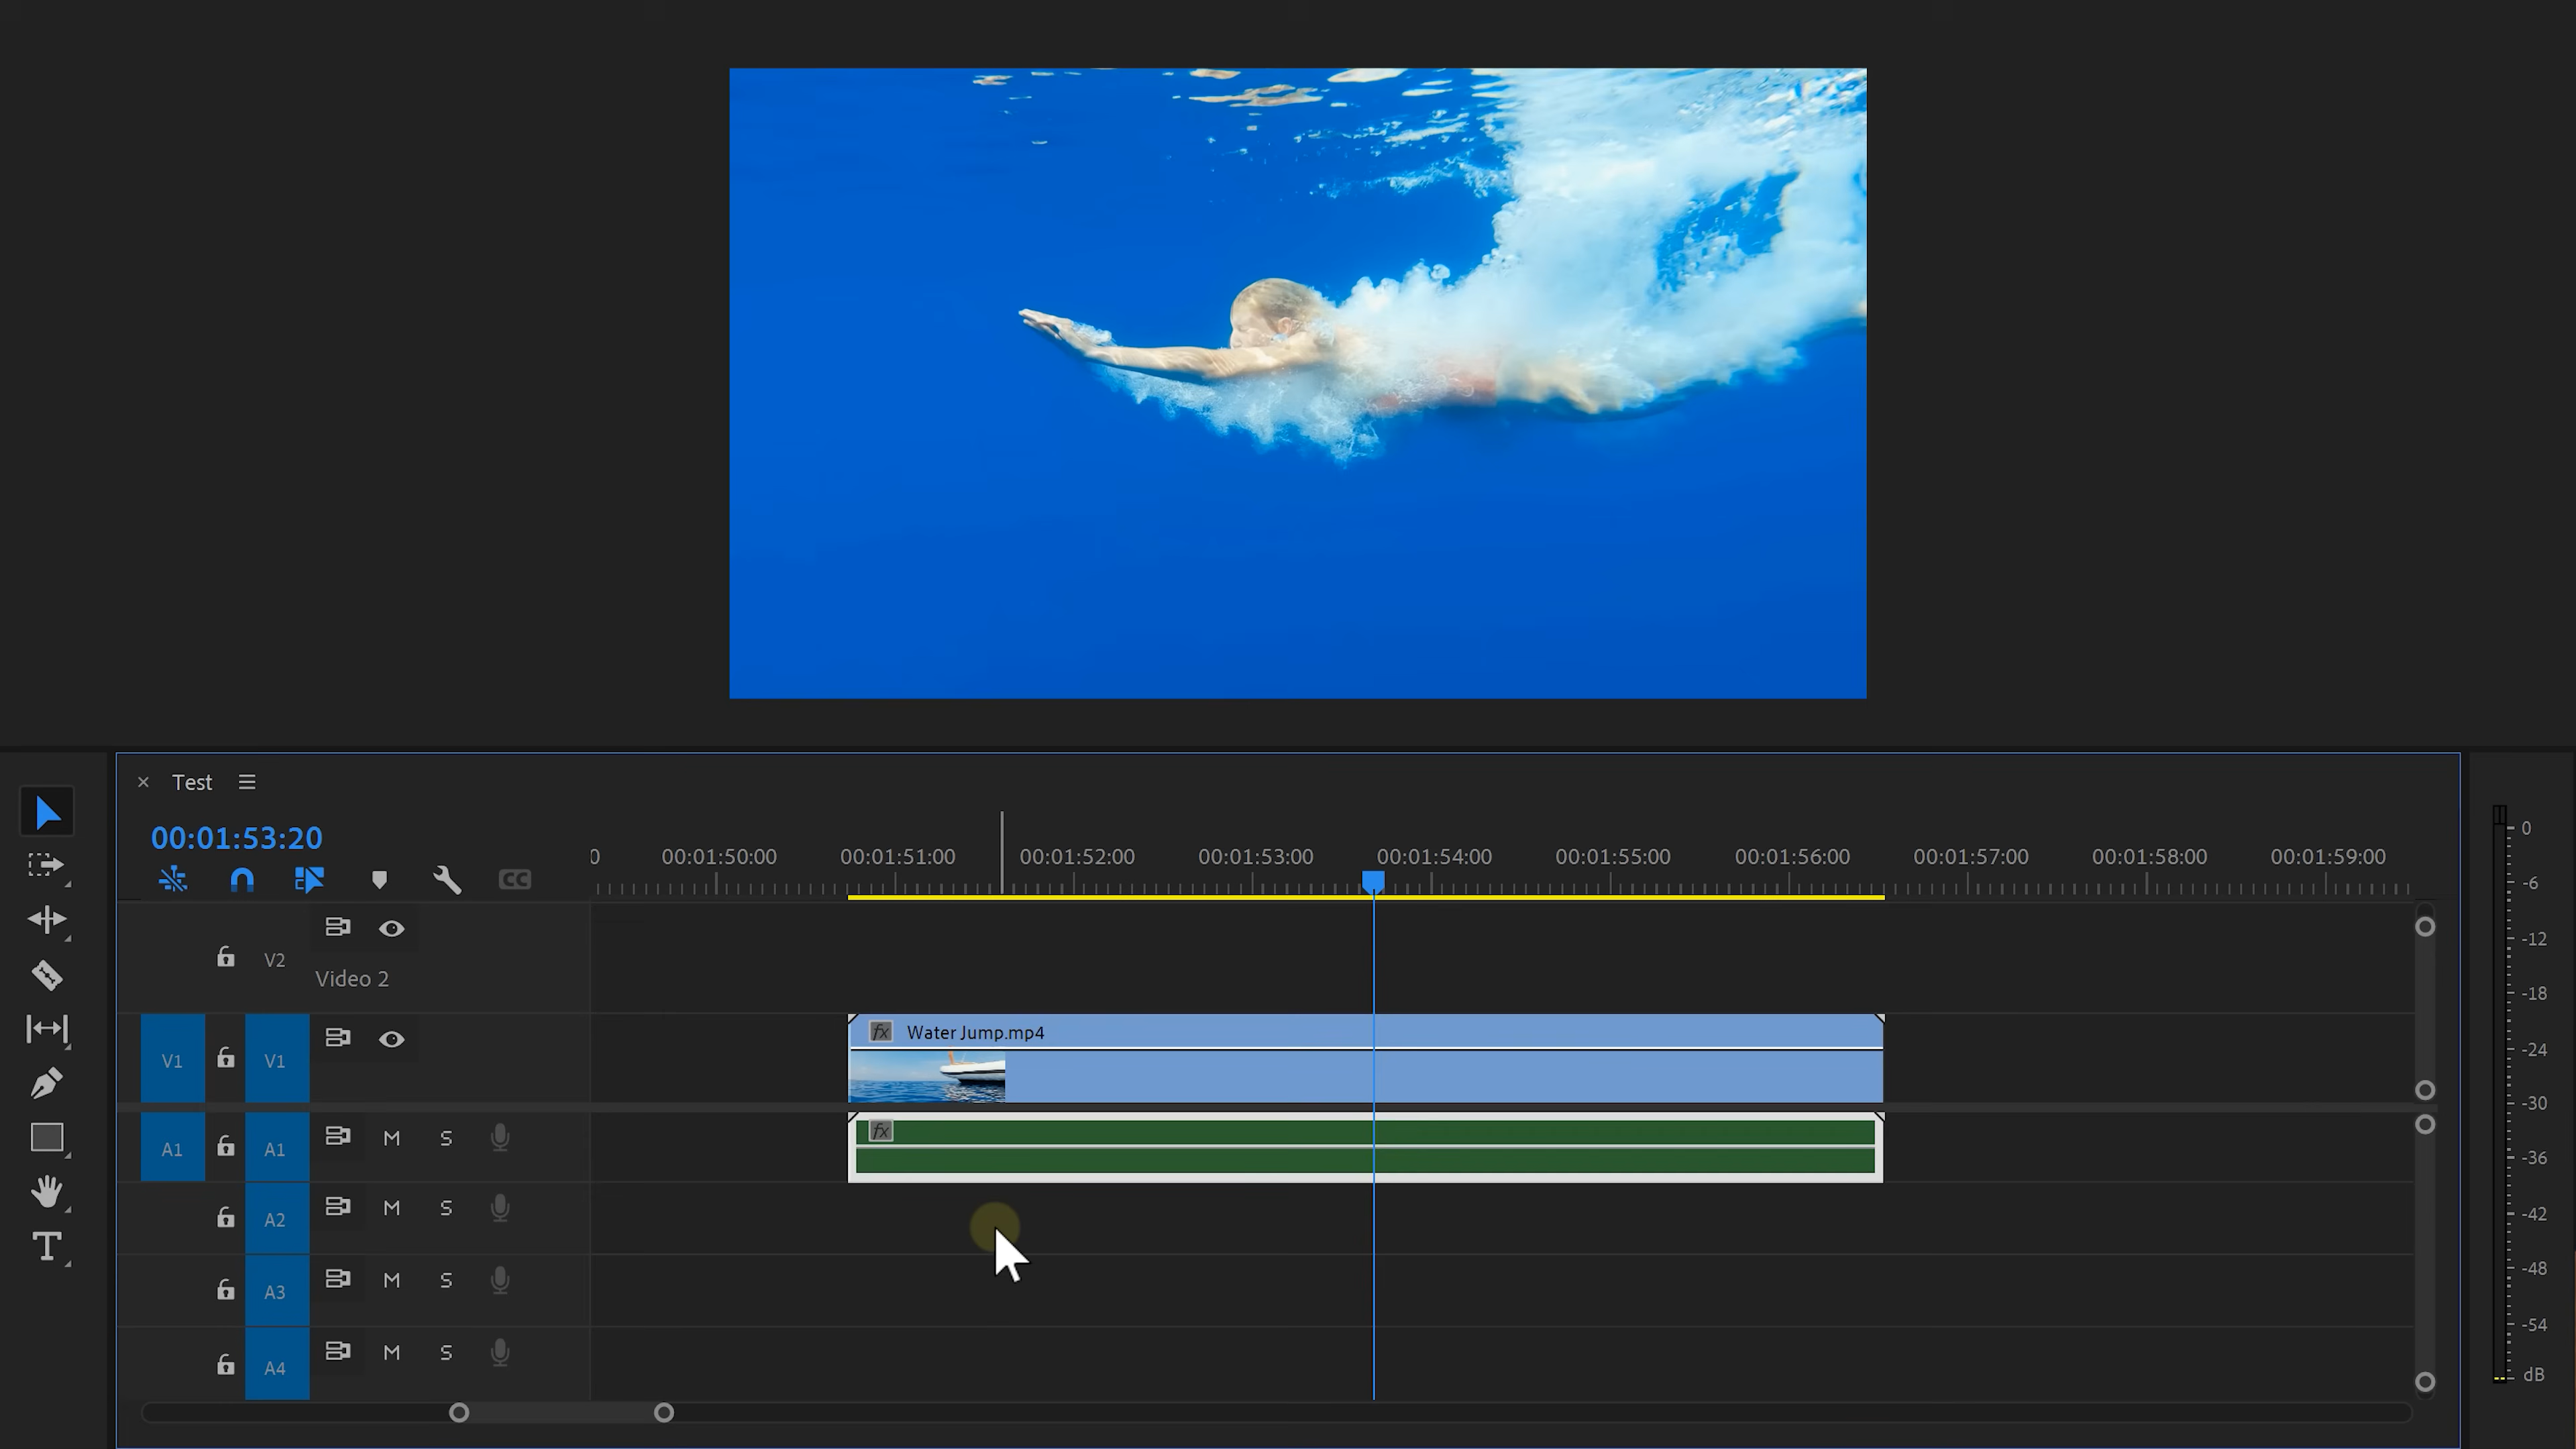 Test
00:01:53:20
0 00:01:50:00 00:01:51:00 00:01:52:00 00:01:53:00 00:01:54:00 00:01:55:00 00:01:56:00 00:01:57:00 00:01:58:00 00:01:59:00
CC
V2
Video 2
fx Water Jump.mp4
V1 V1
fx
A1 A1 M S
A2 M S
A3 M S
A4 M S
T
0
-6
-12
-18
-24
-30
-36
-42
-48
-54
dB